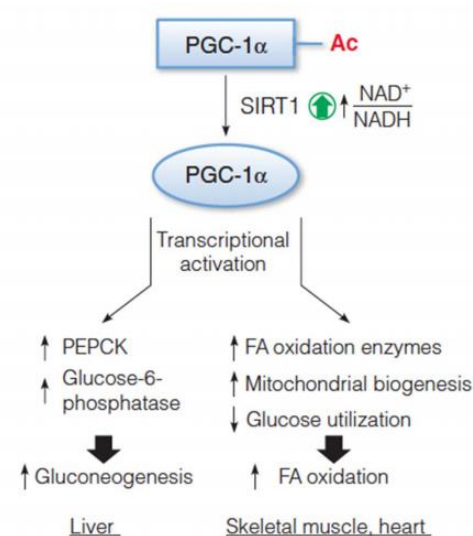 PGC-1α Ac
SIRT1 ↑ ↑ NAD⁺
NADH
PGC-1α
Transcriptional
activation
↑ PEPCK
↑ Glucose-6-
phosphatase
↑ Gluconeogenesis
Liver
↑ FA oxidation enzymes
↑ Mitochondrial biogenesis
↓ Glucose utilization
↑ FA oxidation
Skeletal muscle, heart